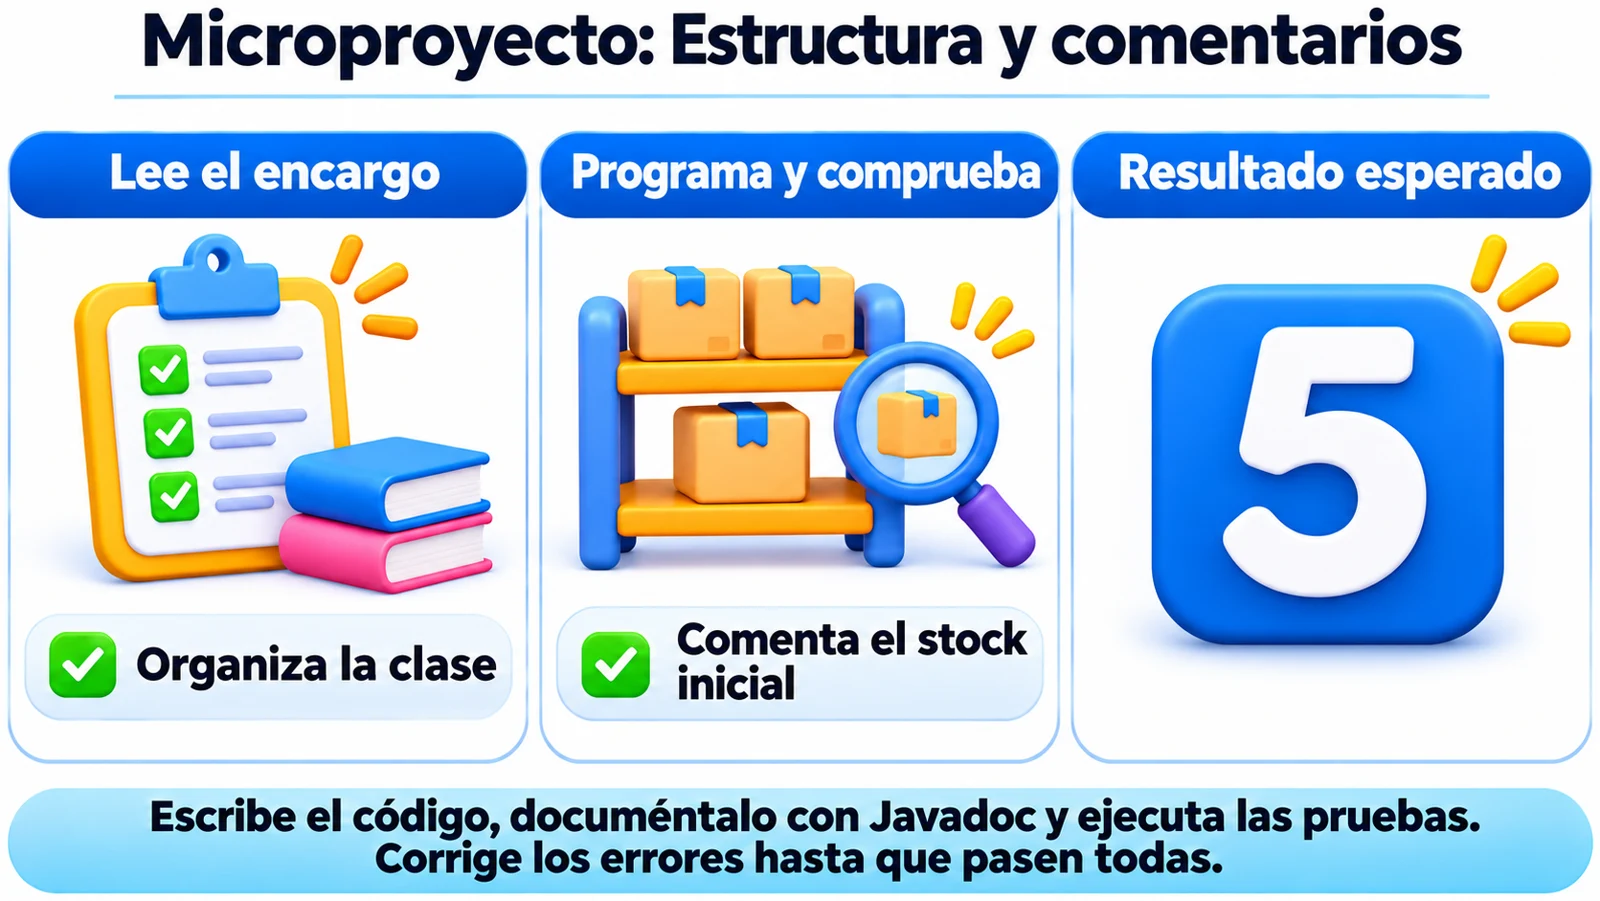 Microproyecto: Estructura y comentarios
Lee el encargo
Programa y comprueba
Resultado esperado
5
Organiza la clase
Comenta el stock
inicial
Escribe el código, documéntalo con Javadoc y ejecuta las pruebas.
Corrige los errores hasta que pasen todas.